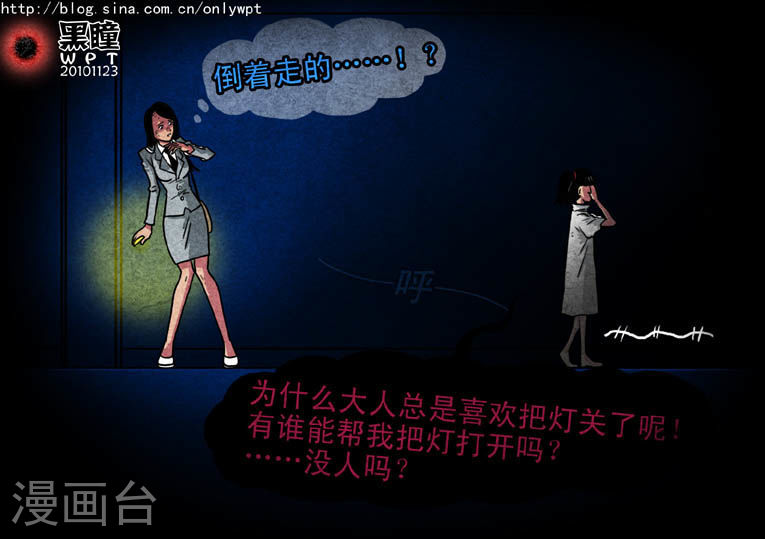 http://blog.sina.com.cn/onlywpt
黑瞳
WPT
20101123
倒着走的……！？
呼
为什么大人总是喜欢把灯关了呢！
有谁能帮我把灯打开吗？
……没人吗？
漫画台